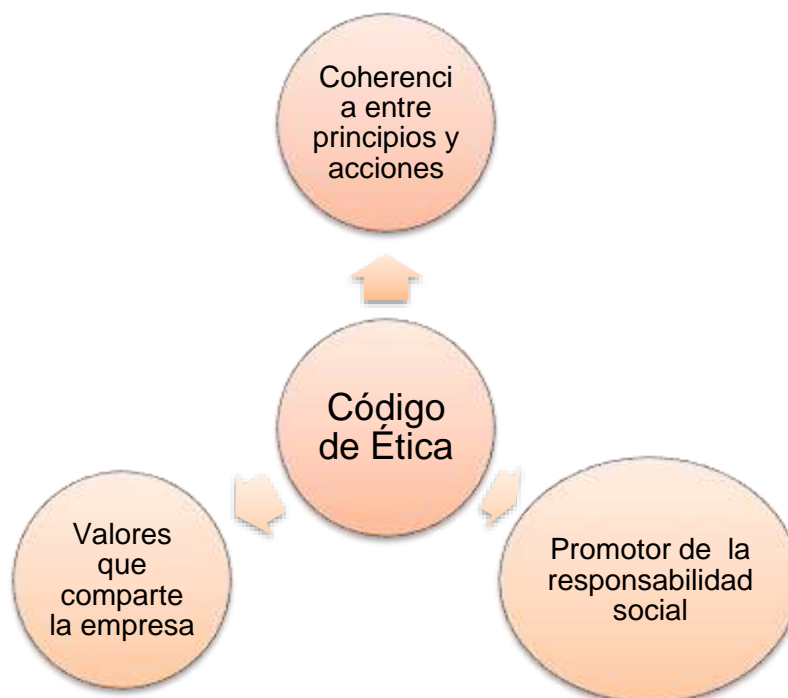 Coherenci
a entre
principios y
acciones
Código
de Ética
Valores
que
comparte
la empresa
Promotor de la
responsabilidad
social